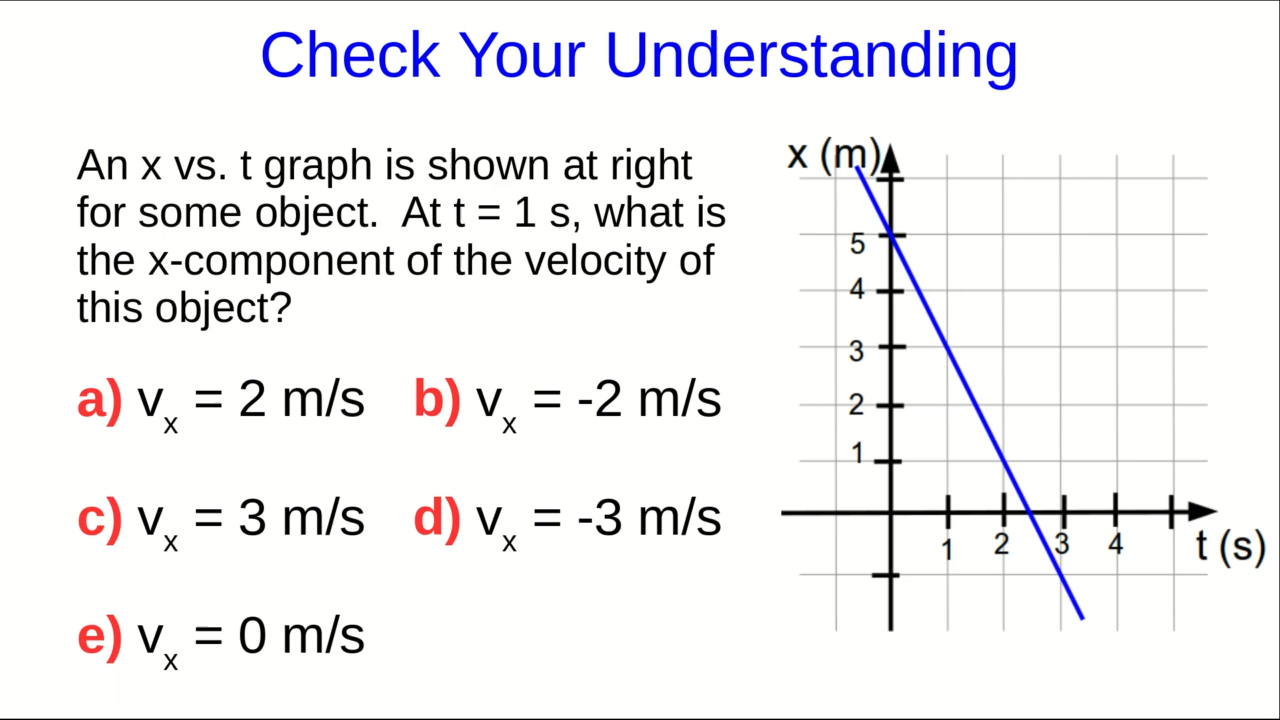 Check Your Understanding
An x vs. t graph is shown at right
for some object.  At t = 1 s, what is
the x-component of the velocity of
this object?
a) vx = 2 m/s b) vx = -2 m/s
c) vx = 3 m/s d) vx = -3 m/s
e) vx = 0 m/s
x (m)
5
4
3
2
1
1 2 3 4
t (s)